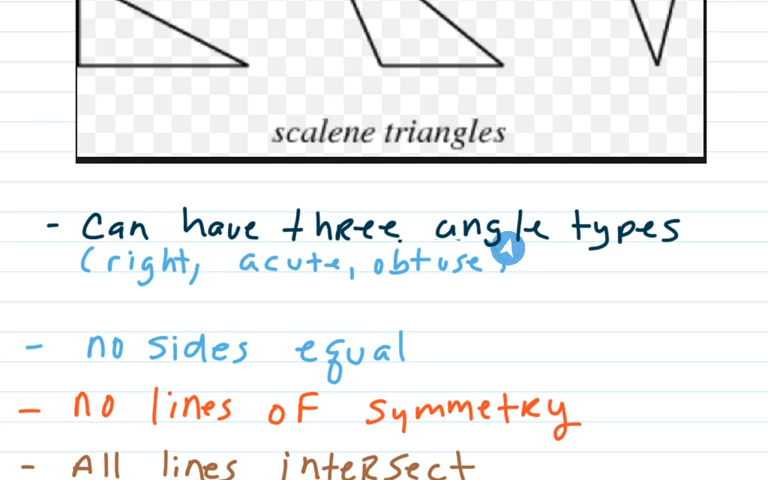 scalene triangles
- Can have three angle types
(right, acute, obtuse)
- no sides equal
- no lines of symmetry
- All lines intersect